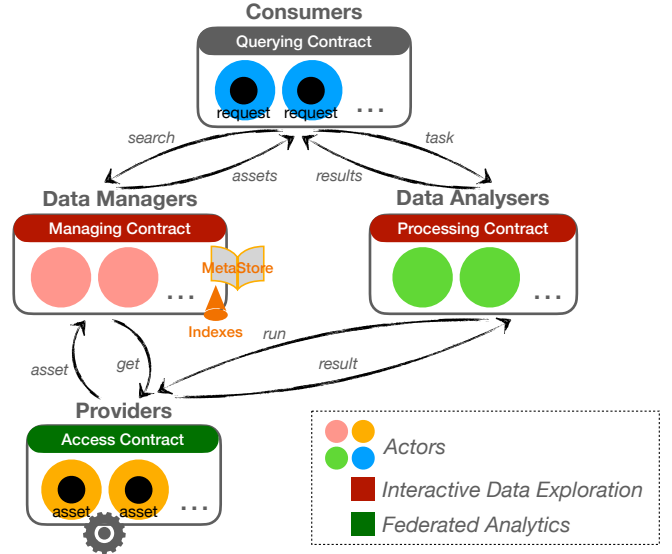 Consumers
Querying Contract
request request ...
search
task
assets
results
Data Managers
Data Analysers
Managing Contract
Processing Contract
MetaStore
...
...
Indexes
run
asset
get
result
Providers
Access Contract
asset asset ...
Actors
Interactive Data Exploration
Federated Analytics